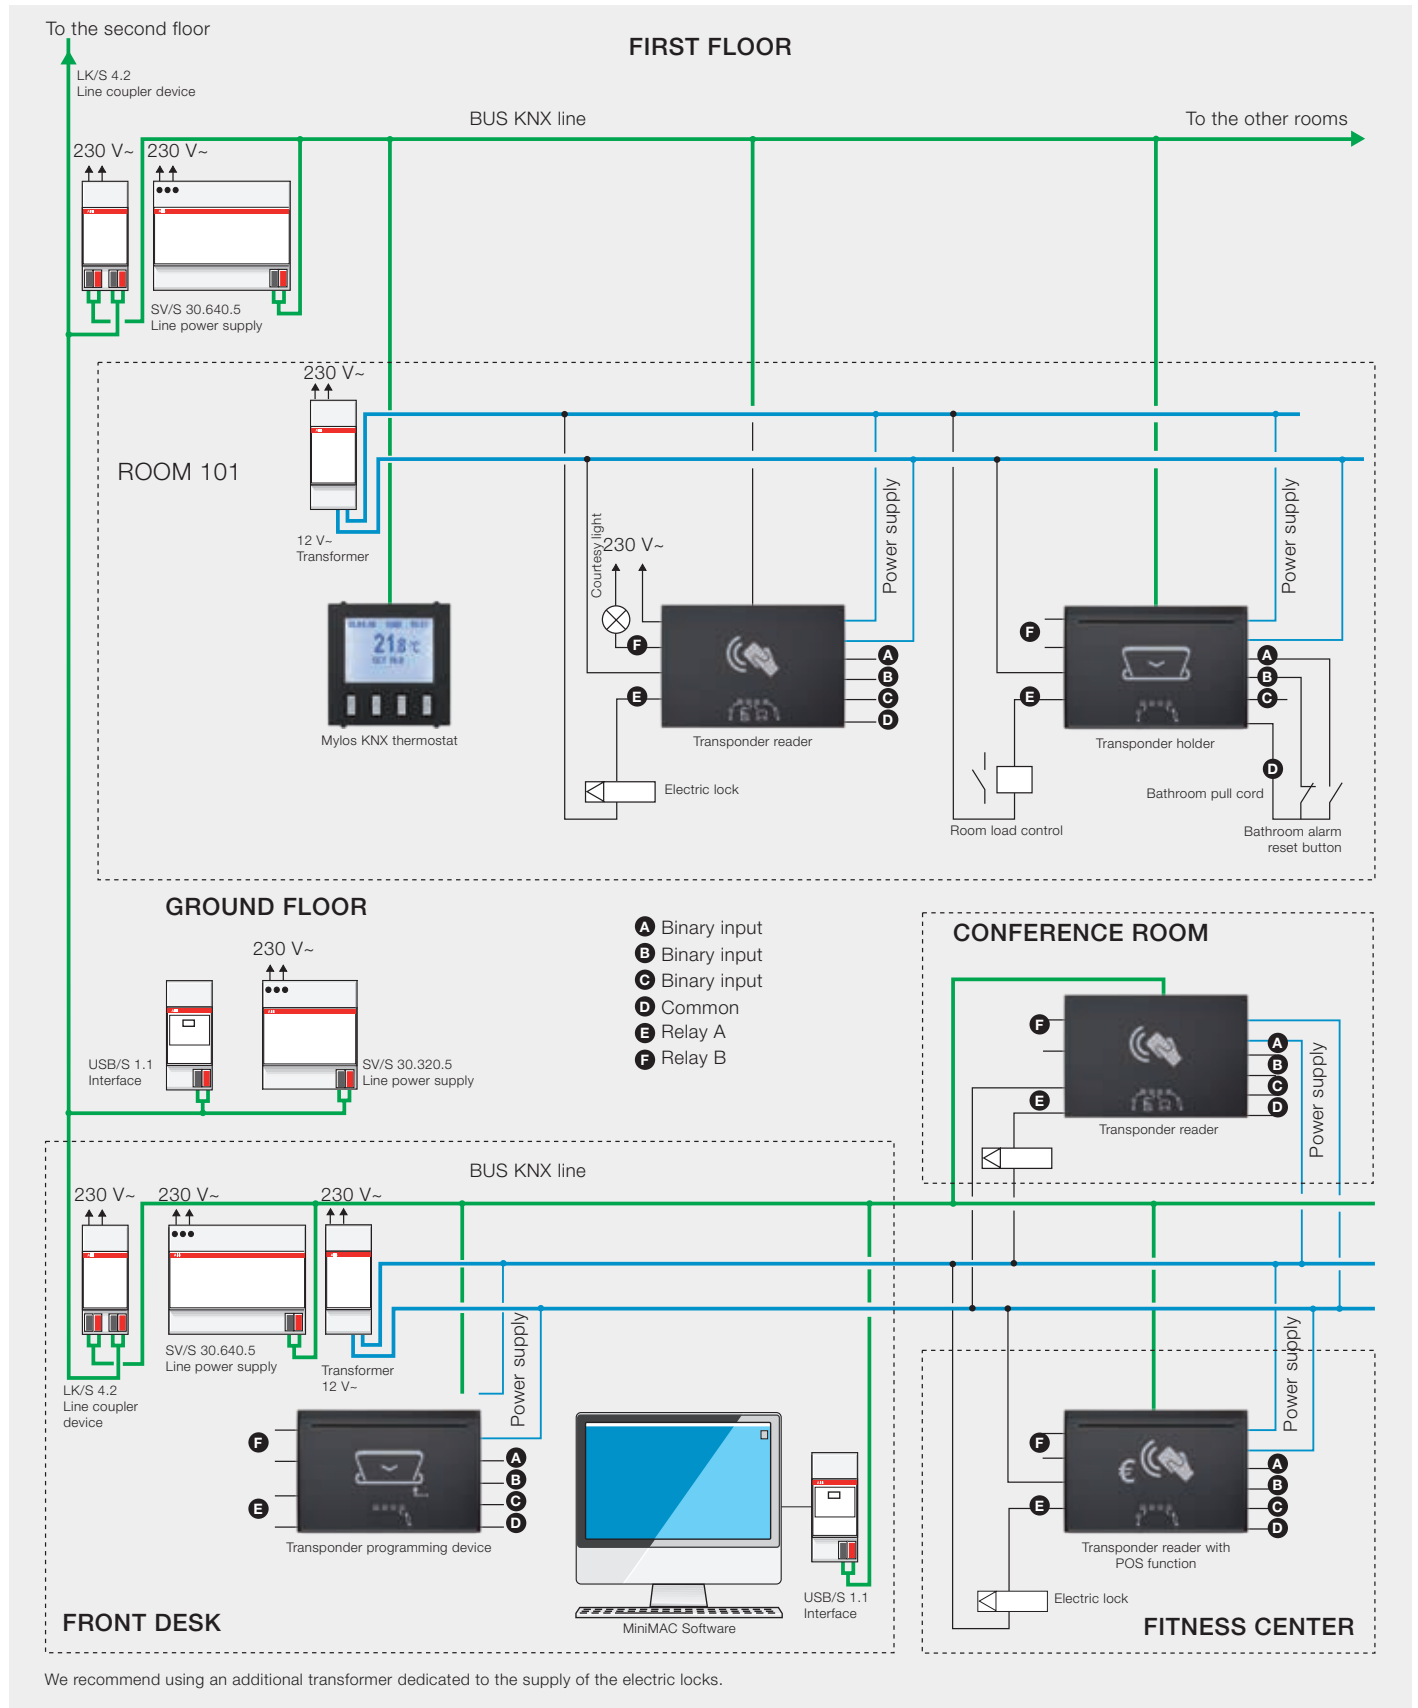 To the second floor
FIRST FLOOR
LK/S 4.2
Line coupler device
BUS KNX line
To the other rooms
230 V~
230 V~
SV/S 30.640.5
Line power supply
230 V~
ROOM 101
12 V~
Transformer
Courtesy light
230 V~
Power supply
Power supply
F
E
A
B
C
D
F
E
A
B
C
D
21.8 °C
Mylos KNX thermostat
Transponder reader
Transponder holder
Electric lock
Bathroom pull cord
Room load control
Bathroom alarm
reset button
GROUND FLOOR
230 V~
USB/S 1.1
Interface
SV/S 30.320.5
Line power supply
A Binary input
B Binary input
C Binary input
D Common
E Relay A
F Relay B
CONFERENCE ROOM
F
E
A
B
C
D
Power supply
Transponder reader
BUS KNX line
230 V~
230 V~
230 V~
SV/S 30.640.5
Line power supply
Transformer
12 V~
LK/S 4.2
Line coupler
device
Power supply
F
E
A
B
C
D
Transponder programming device
MiniMAC Software
USB/S 1.1
Interface
FRONT DESK
Power supply
F
E
€
A
B
C
D
Transponder reader with
POS function
Electric lock
FITNESS CENTER
We recommend using an additional transformer dedicated to the supply of the electric locks.